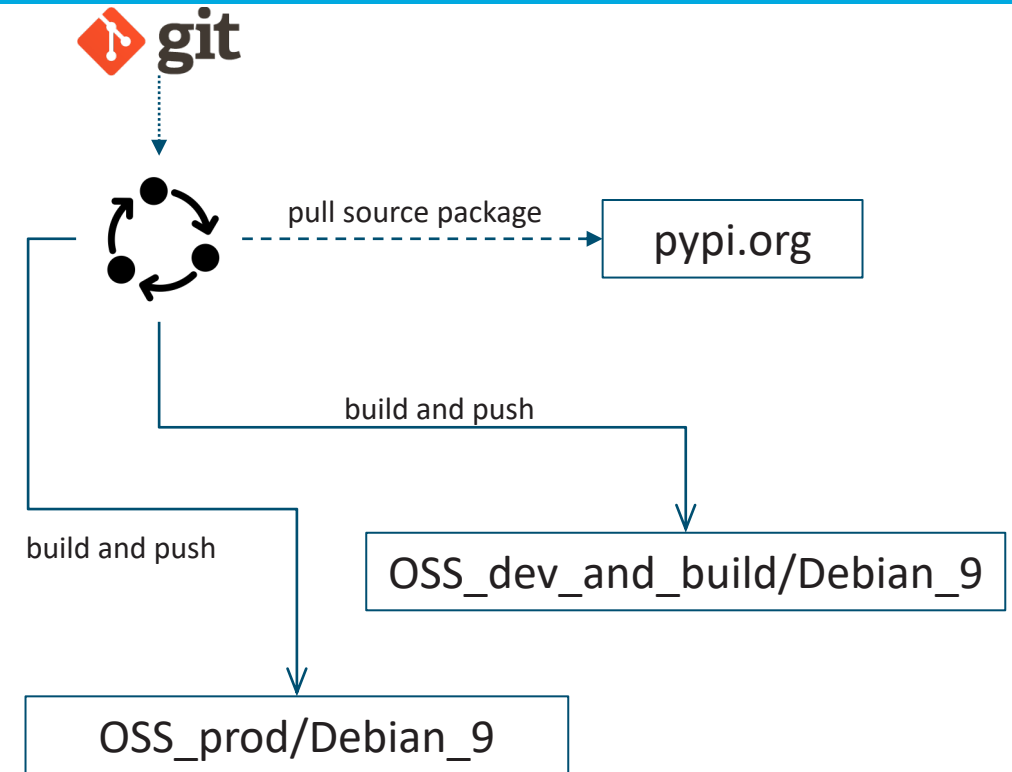 git
pull source package
pypi.org
build and push
OSS_dev_and_build/Debian_9
build and push
OSS_prod/Debian_9